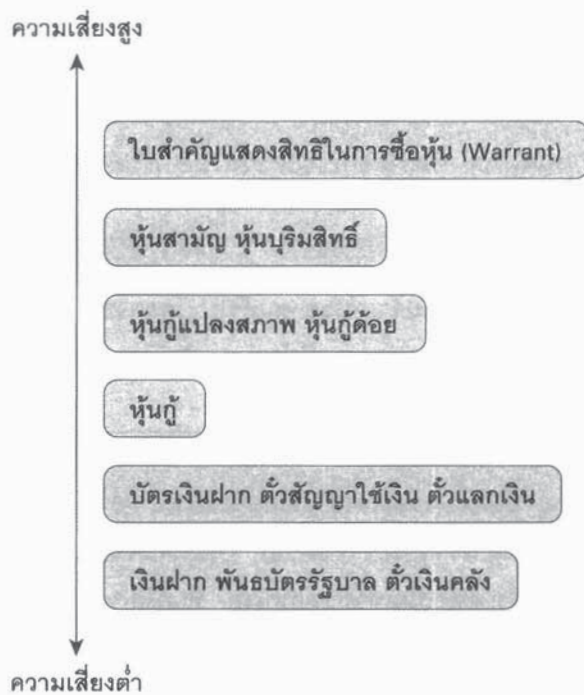 ความเสี่ยงสูง
ใบสำคัญแสดงสิทธิในการซื้อหุ้น (Warrant)
หุ้นสามัญ หุ้นบุริมสิทธิ์
หุ้นกู้แปลงสภาพ หุ้นกู้ด้อย
หุ้นกู้
บัตรเงินฝาก ตั๋วสัญญาใช้เงิน ตั๋วแลกเงิน
เงินฝาก พันธบัตรรัฐบาล ตั๋วเงินคลัง
ความเสี่ยงต่ำ